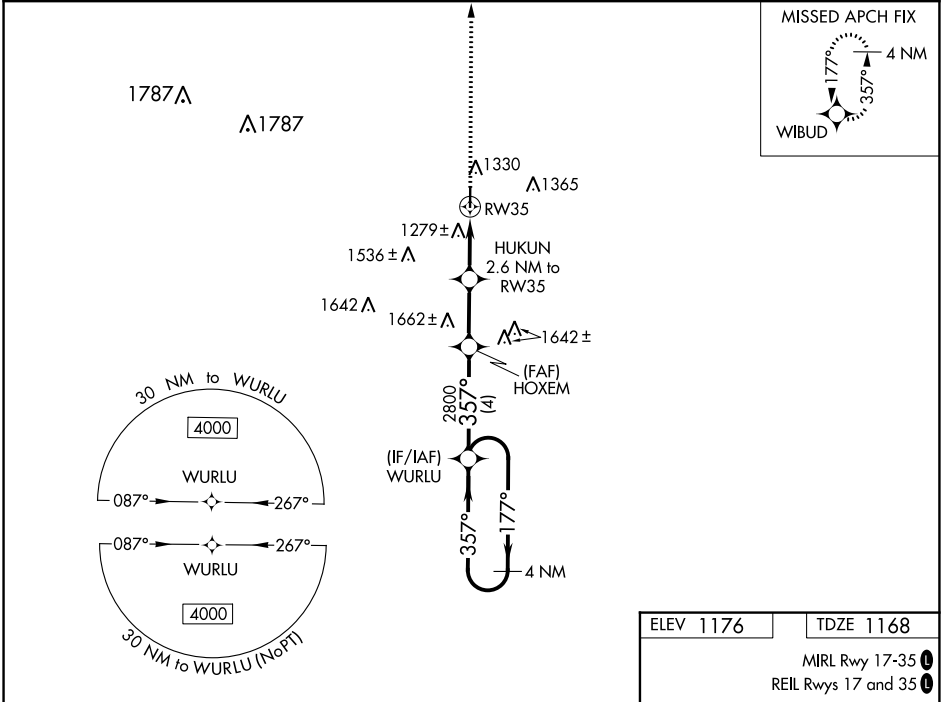 MISSED APCH FIX
4 NM
177°
357°
WIBUD
1787
1787
1330
1365
RW35
1279±
HUKUN
2.6 NM to
RW35
1536±
1642
1662±
1642±
(FAF)
HOXEM
2800
357°
(4)
(IF/IAF)
WURLU
357°
177°
4 NM
30 NM to WURLU
4000
WURLU
087°
267°
087°
267°
WURLU
4000
30 NM to WURLU (NoPT)
ELEV 1176
TDZE 1168
MIRL Rwy 17-35 L
REIL Rwys 17 and 35 L